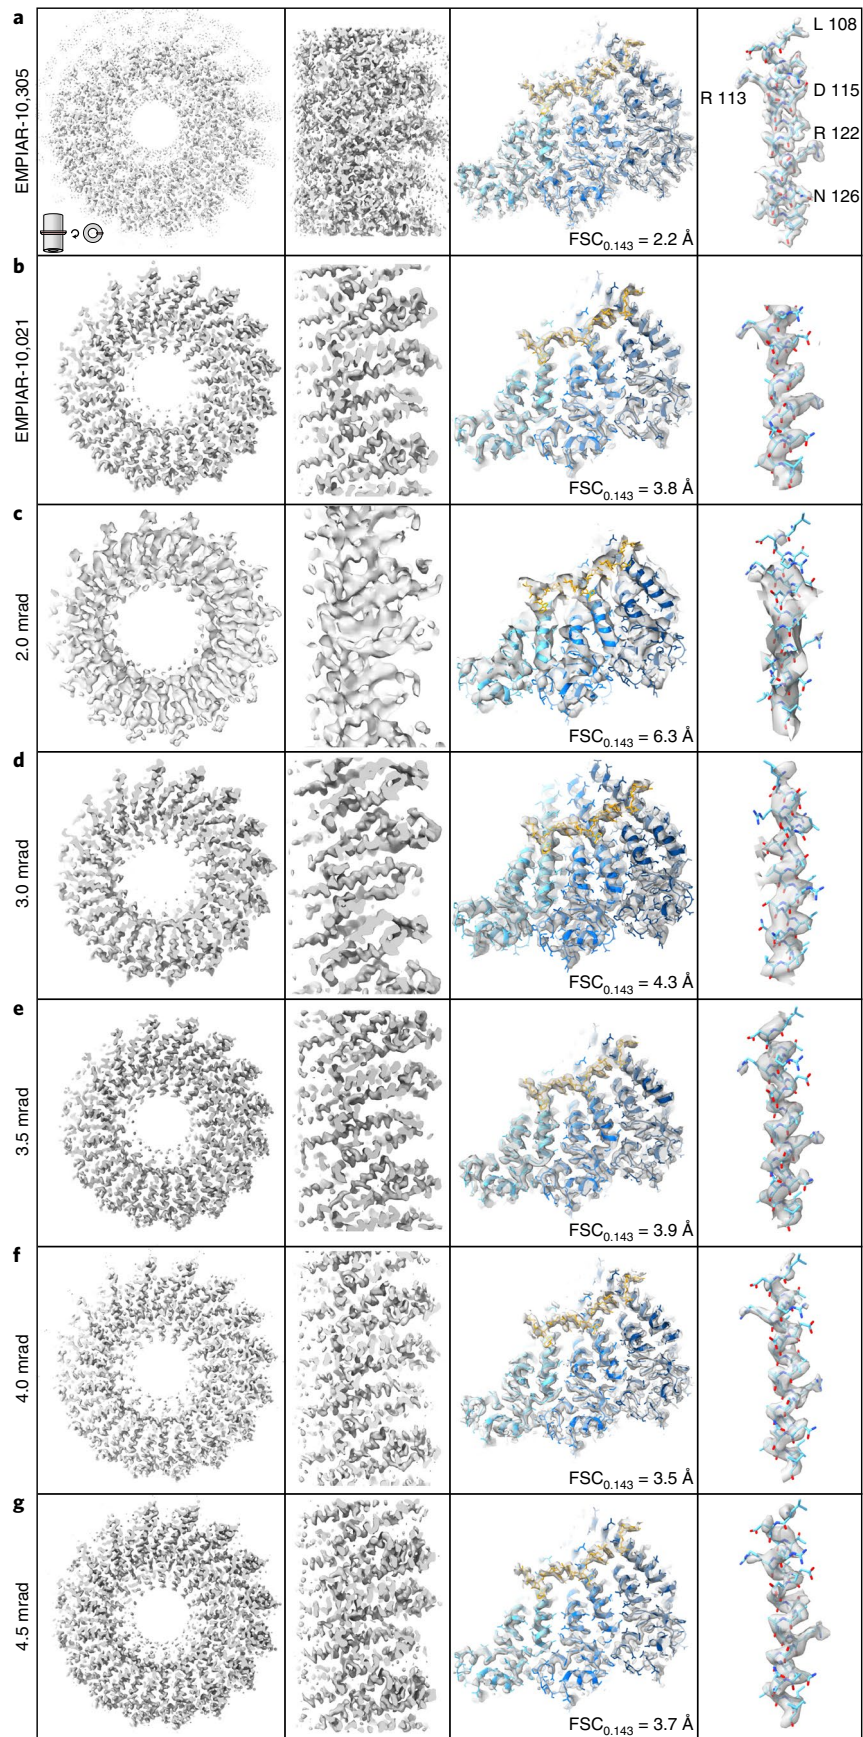 a
EMPIAR-10,305
L 108
R 113
D 115
R 122
N 126
FSC0.143 = 2.2 Å
b
EMPIAR-10,021
FSC0.143 = 3.8 Å
c
2.0 mrad
FSC0.143 = 6.3 Å
d
3.0 mrad
FSC0.143 = 4.3 Å
e
3.5 mrad
FSC0.143 = 3.9 Å
f
4.0 mrad
FSC0.143 = 3.5 Å
g
4.5 mrad
FSC0.143 = 3.7 Å